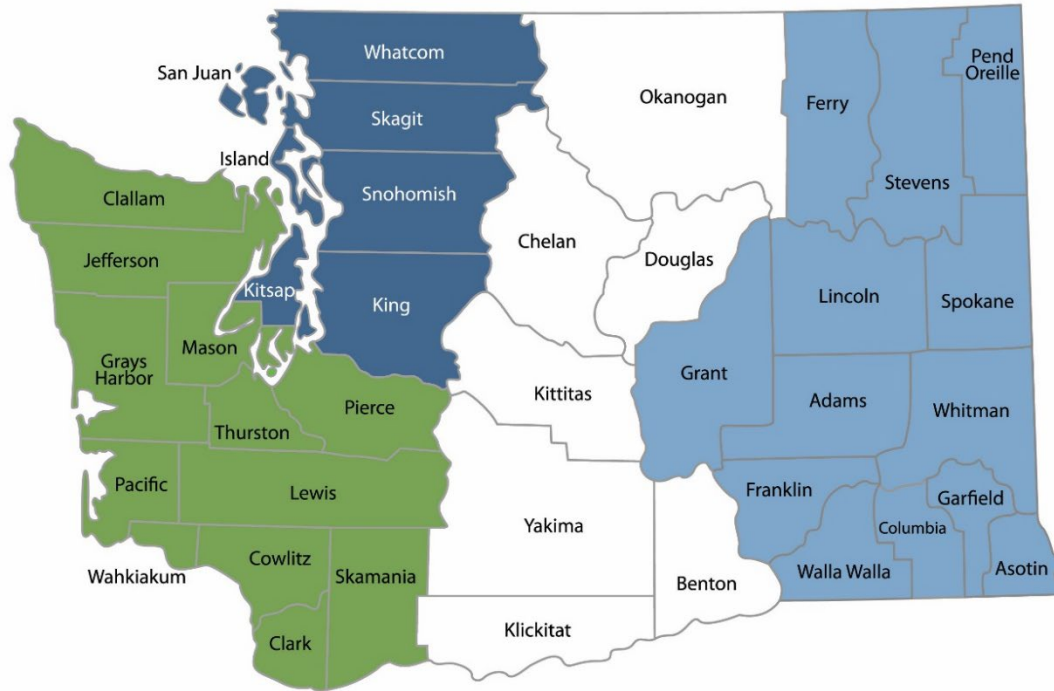 Whatcom
Pend
Oreille
San Juan
Okanogan
Ferry
Skagit
Island
Stevens
Clallam
Snohomish
Chelan
Douglas
Jefferson
Kitsap
King
Lincoln
Spokane
Mason
Grays
Harbor
Grant
Kittitas
Adams
Whitman
Pierce
Thurston
Pacific
Lewis
Franklin
Garfield
Yakima
Columbia
Cowlitz
Wahkiakum
Skamania
Benton
Walla Walla
Asotin
Klickitat
Clark